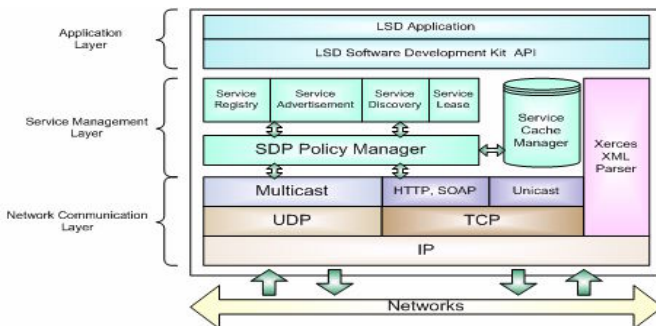 Application
Layer
LSD Application
LSD Software Development Kit API
Service Management
Layer
Service
Registry
Service
Advertisement
Service
Discovery
Service
Lease
Service
Cache
Manager
Xerces
XML
Parser
SDP Policy Manager
Network Communication
Layer
Multicast
HTTP, SOAP
Unicast
UDP
TCP
IP
Networks